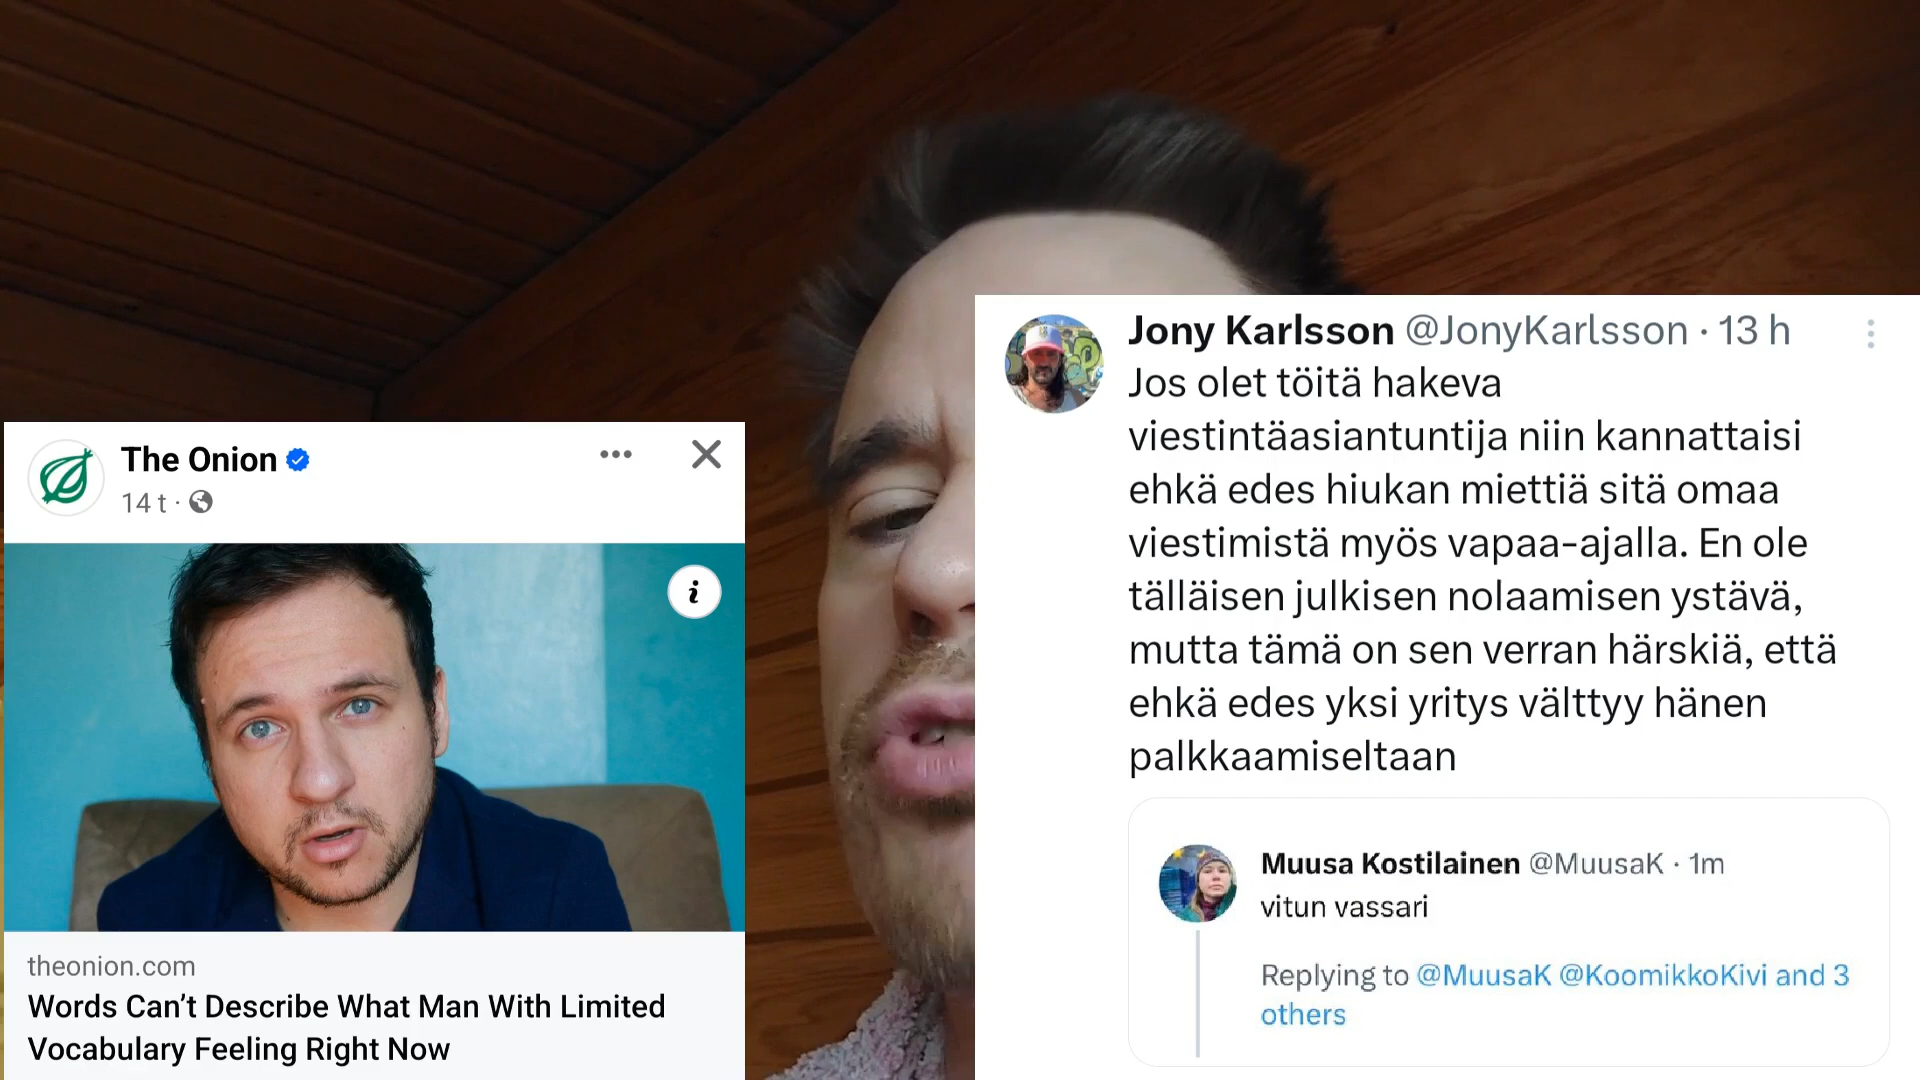 The Onion
14 t ·
theonion.com
Words Can’t Describe What Man With Limited
Vocabulary Feeling Right Now
Jony Karlsson @JonyKarlsson · 13 h
Jos olet töitä hakeva
viestintäasiantuntija niin kannattaisi
ehkä edes hiukan miettiä sitä omaa
viestimistä myös vapaa-ajalla. En ole
tälläisen julkisen nolaamisen ystävä,
mutta tämä on sen verran härskiä, että
ehkä edes yksi yritys välttyy hänen
palkkaamiseltaan
Muusa Kostilainen @MuusaK · 1m
vitun vassari
Replying to @MuusaK @KoomikkoKivi and 3
others